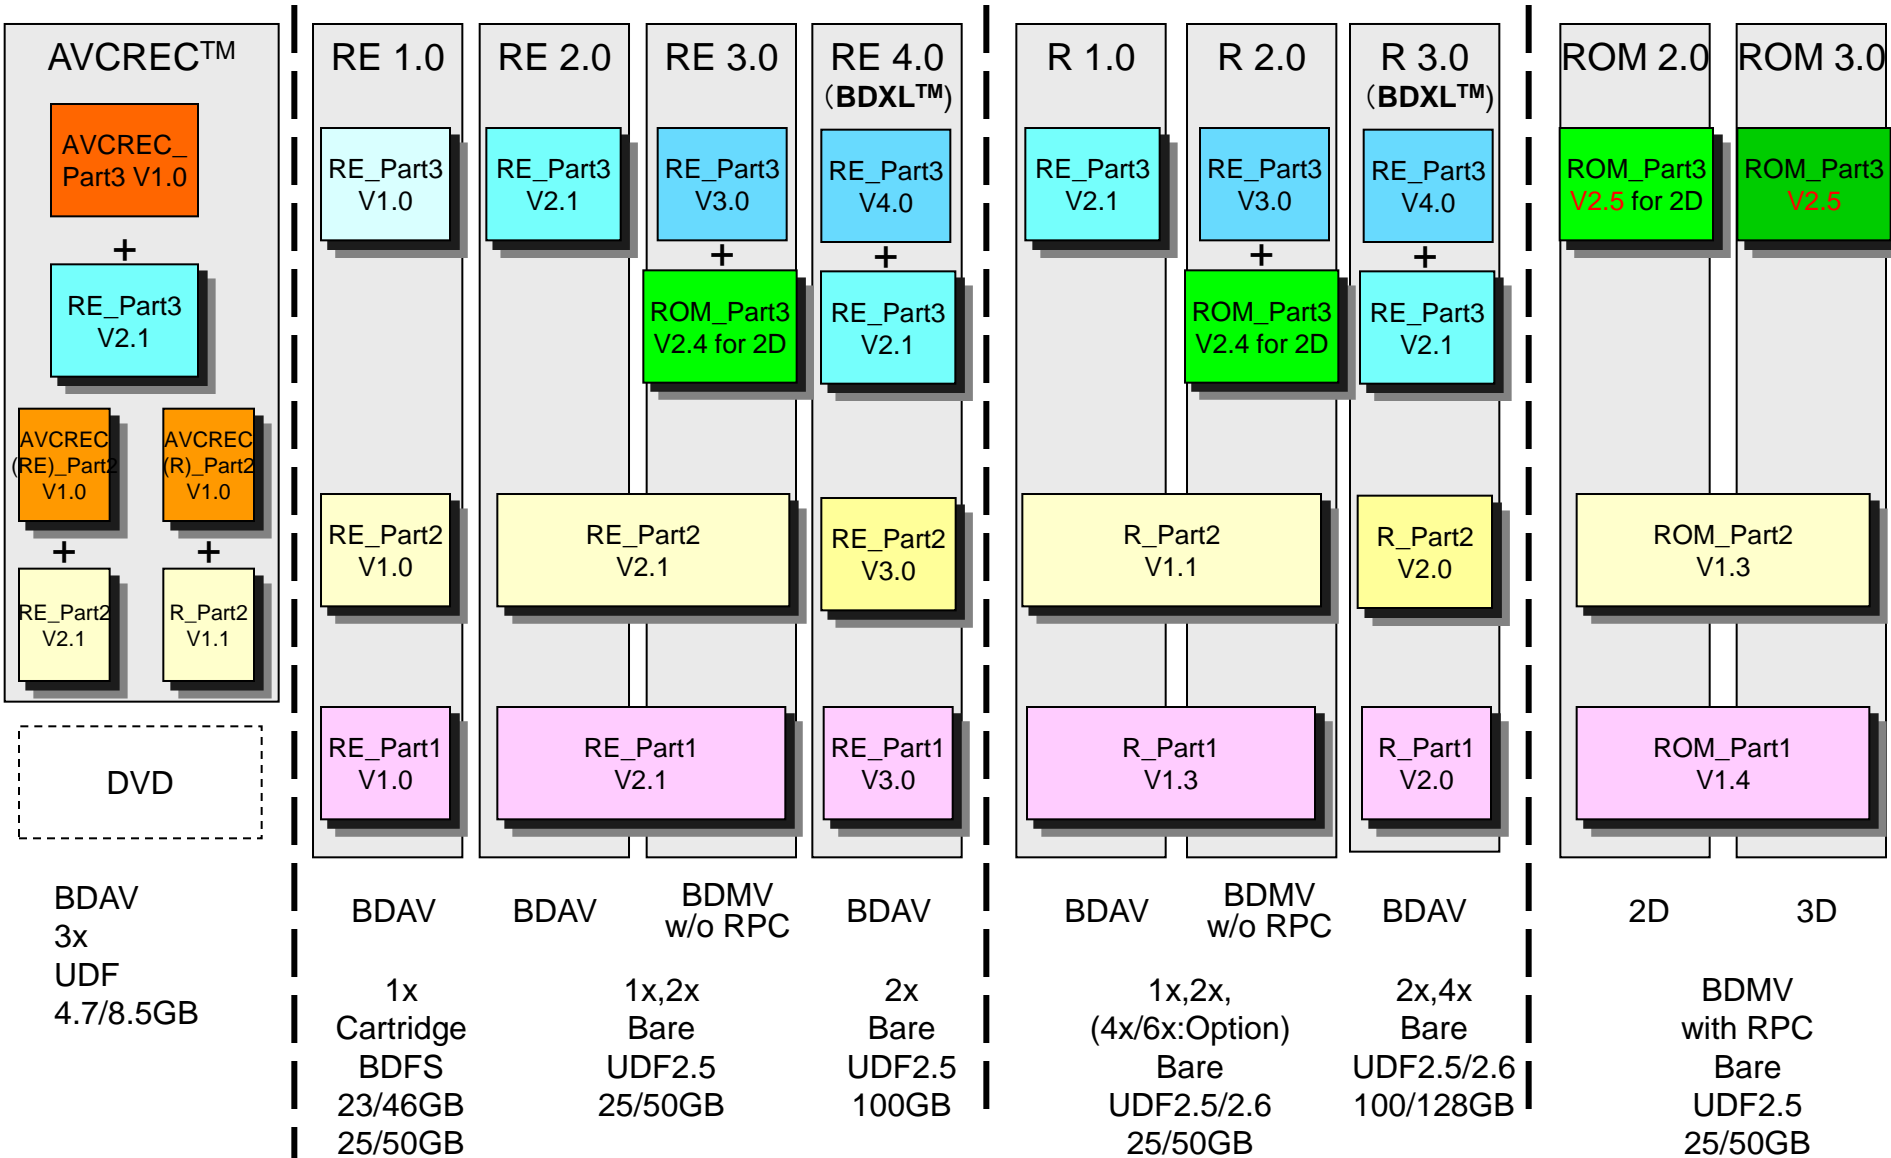 AVCREC™
AVCREC_
Part3 V1.0
+
RE_Part3
V2.1
AVCREC
(RE)_Part2
V1.0
+
RE_Part2
V2.1
AVCREC
(R)_Part2
V1.0
+
R_Part2
V1.1
DVD
BDAV
3x
UDF
4.7/8.5GB
RE 1.0
RE_Part3
V1.0
RE_Part2
V1.0
RE_Part1
V1.0
BDAV
1x
Cartridge
BDFS
23/46GB
25/50GB
RE 2.0
RE_Part3
V2.1
RE 3.0
RE_Part3
V3.0
+
ROM_Part3
V2.4 for 2D
RE_Part2
V2.1
RE_Part1
V2.1
BDAV
BDMV
w/o RPC
1x,2x
Bare
UDF2.5
25/50GB
RE 4.0
(BDXL™)
RE_Part3
V4.0
+
RE_Part3
V2.1
RE_Part2
V3.0
RE_Part1
V3.0
BDAV
2x
Bare
UDF2.5
100GB
R 1.0
RE_Part3
V2.1
R 2.0
RE_Part3
V3.0
+
ROM_Part3
V2.4 for 2D
R_Part2
V1.1
R_Part1
V1.3
BDAV
BDMV
w/o RPC
1x,2x,
(4x/6x:Option)
Bare
UDF2.5/2.6
25/50GB
R 3.0
(BDXL™)
RE_Part3
V4.0
+
RE_Part3
V2.1
R_Part2
V2.0
R_Part1
V2.0
BDAV
2x,4x
Bare
UDF2.5/2.6
100/128GB
ROM 2.0
ROM_Part3
V2.5 for 2D
ROM 3.0
ROM_Part3
V2.5
ROM_Part2
V1.3
ROM_Part1
V1.4
2D
3D
BDMV
with RPC
Bare
UDF2.5
25/50GB